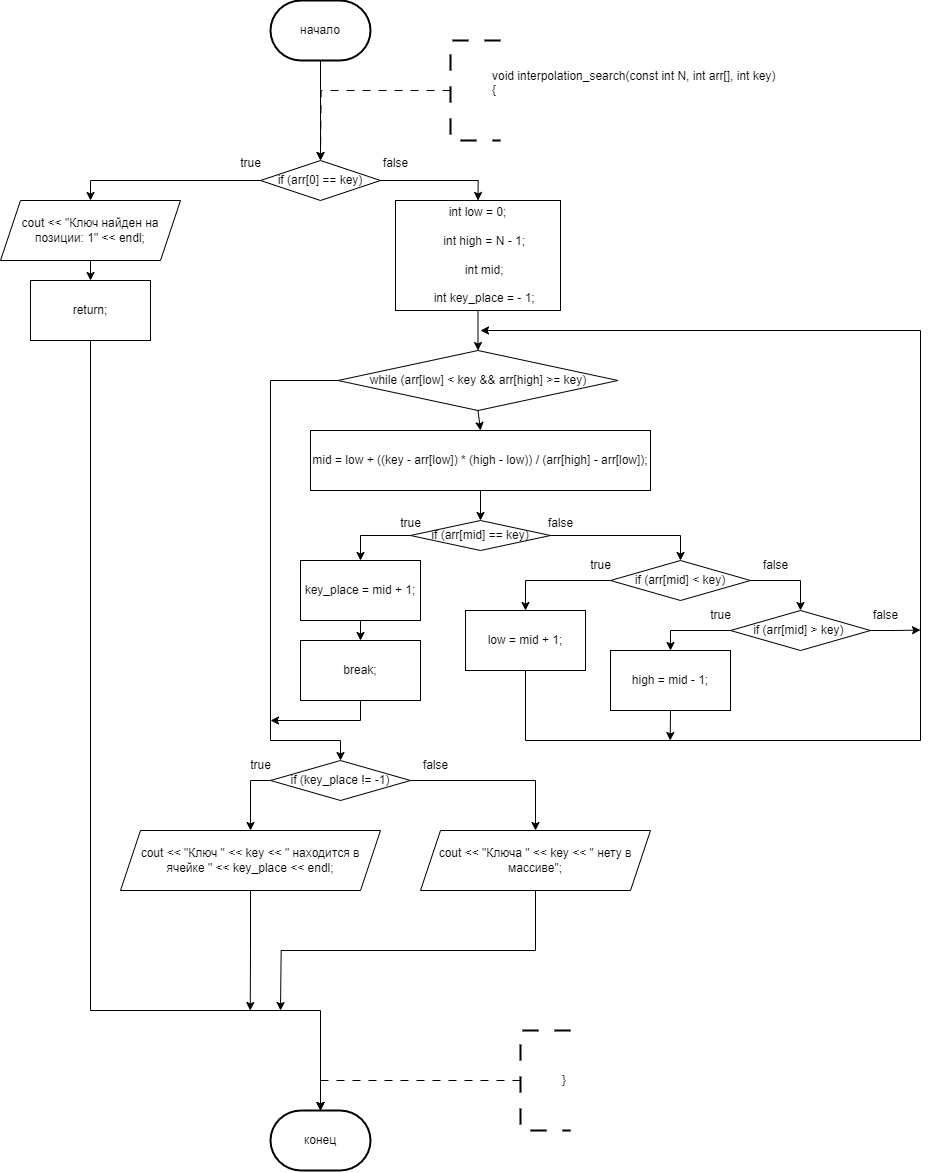 начало
void interpolation_search(const int N, int arr[], int key)
{
true
false
if (arr[0] == key)
cout << "Ключ найден на
позиции: 1" << endl;
return;
int low = 0;
int high = N - 1;
int mid;
int key_place = - 1;
while (arr[low] < key && arr[high] >= key)
mid = low + ((key - arr[low]) * (high - low)) / (arr[high] - arr[low]);
true
false
if (arr[mid] == key)
key_place = mid + 1;
break;
true
false
if (arr[mid] < key)
low = mid + 1;
true
false
if (arr[mid] > key)
high = mid - 1;
true
false
if (key_place != -1)
cout << "Ключ " << key << " находится в
ячейке " << key_place << endl;
cout << "Ключа " << key << " нету в
массиве";
}
конец